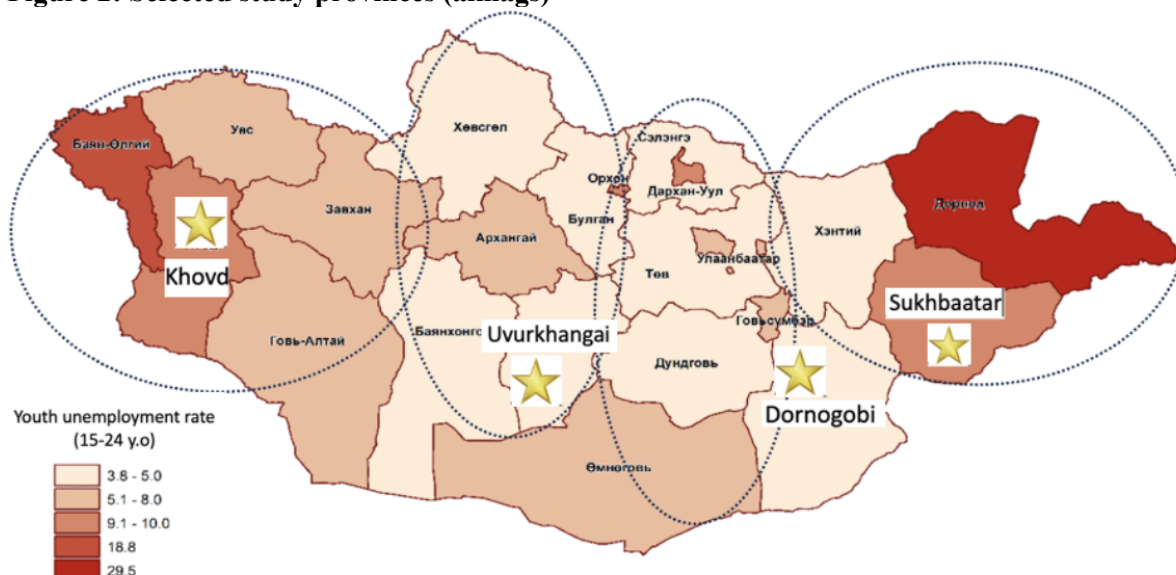 Figure 2: Selected study provinces (aimags)
Хөвсгөл
Сэлэнгэ
Увс
Баян-Өлгий
Орхон
Дархан-Уул
Дорнод
Завхан
Булган
Хэнтий
Архангай
Улаанбаатар
Төв
Khovd
Sukhbaatar
Говьсүмбэр
Баянхонго
Uvurkhangai
Говь-Алтай
Дундговь
Dornogobi
Өмнөговь
Youth unemployment rate
(15-24 y.o)
3.8 - 5.0
5.1 - 8.0
9.1 - 10.0
18.8
29.5